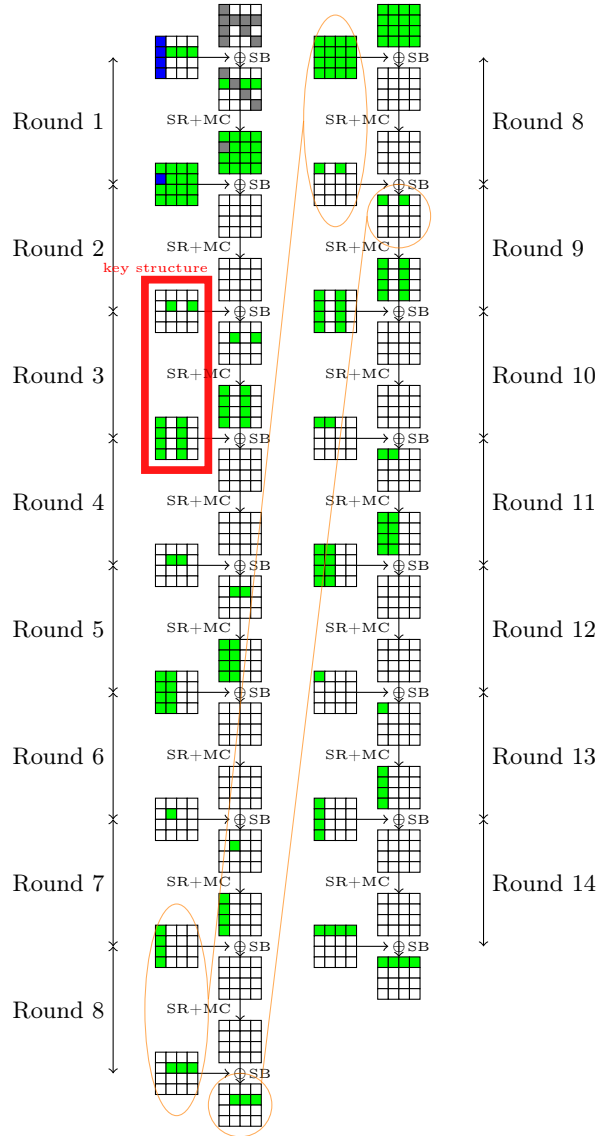 SB
SB
Round 1
SR+MC
SR+MC
Round 8
SB
SB
Round 2
SR+MC
SR+MC
Round 9
key structure
SB
SB
Round 3
SR+MC
SR+MC
Round 10
SB
SB
Round 4
SR+MC
SR+MC
Round 11
SB
SB
Round 5
SR+MC
SR+MC
Round 12
SB
SB
Round 6
SR+MC
SR+MC
Round 13
SB
SB
Round 7
SR+MC
SR+MC
Round 14
SB
SB
Round 8
SR+MC
SB